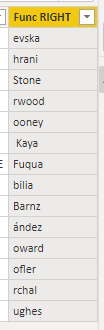 Func RIGHT
evska
hrani
Stone
rwood
ooney
Kaya
Fuqua
bilia
Barnz
ández
oward
ofler
rchal
ughes